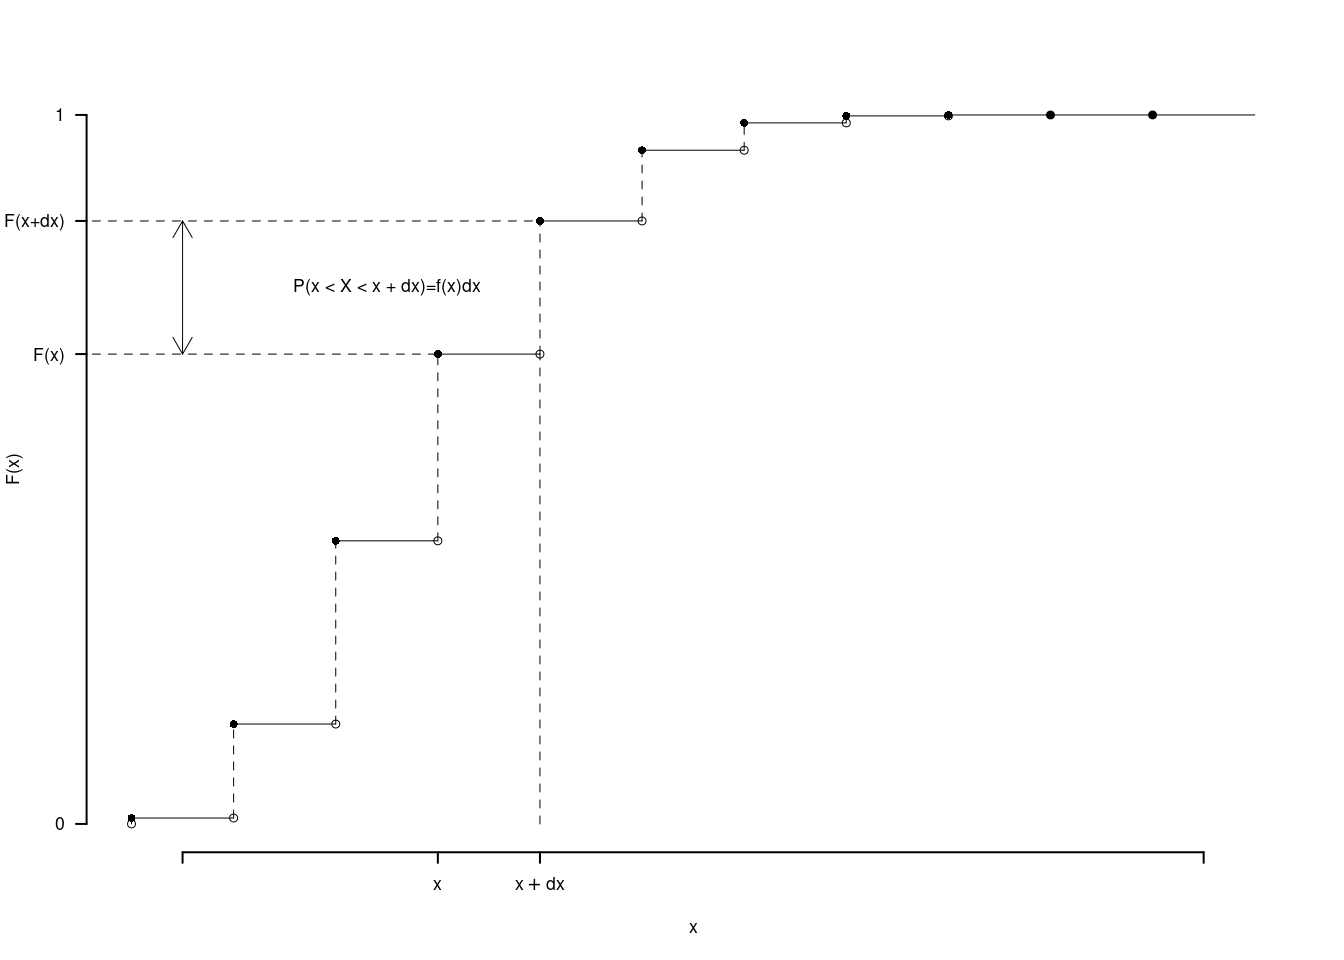 1
F(x+dx)
P(x < X < x + dx)=f(x)dx
F(x)
F(x)
0
x
x + dx
x